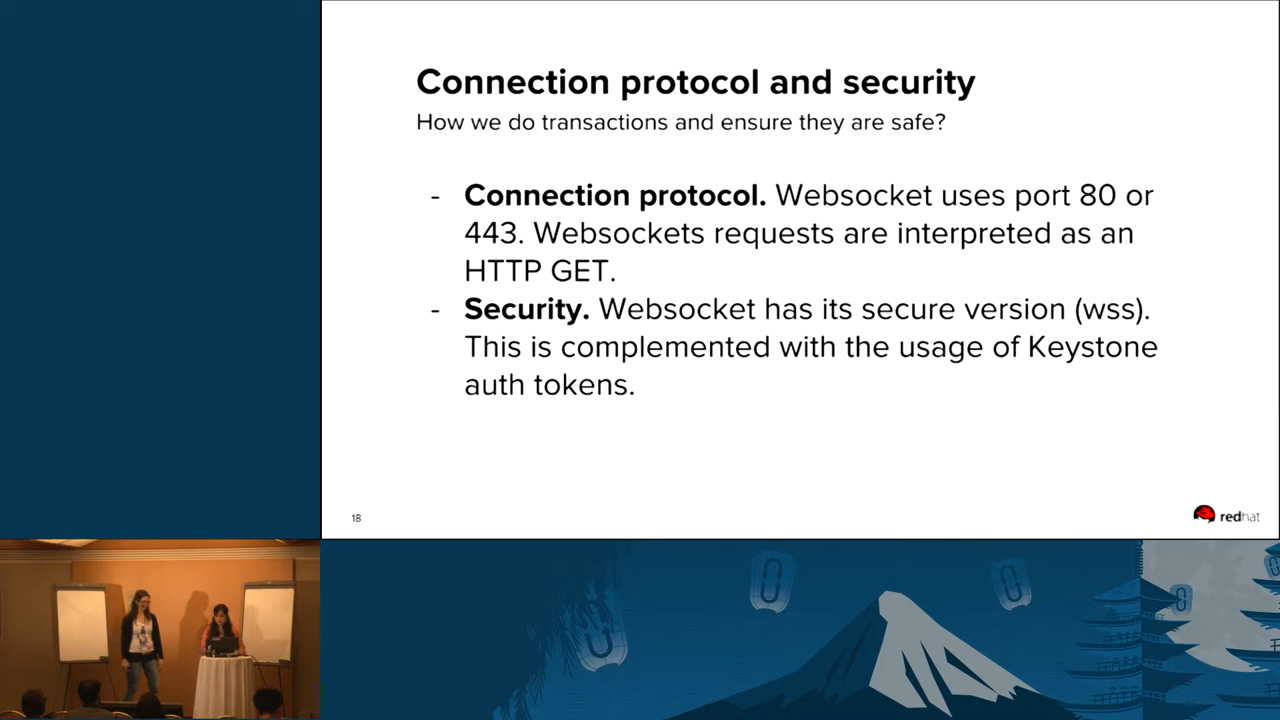 Connection protocol and security
How we do transactions and ensure they are safe?
- Connection protocol. Websocket uses port 80 or
443. Websockets requests are interpreted as an
HTTP GET.
- Security. Websocket has its secure version (wss).
This is complemented with the usage of Keystone
auth tokens.
18
redhat